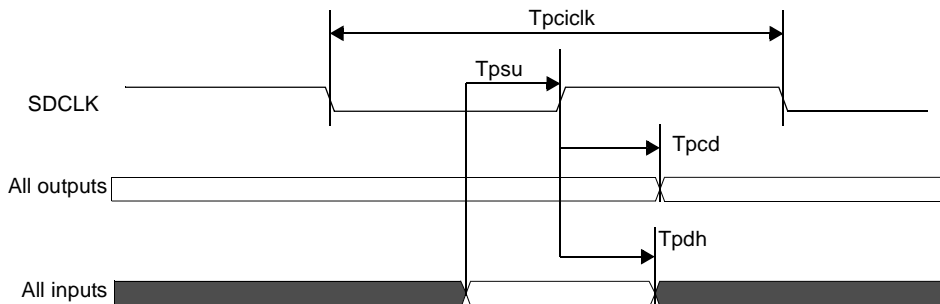 Tpciclk
Tpsu
SDCLK
Tpcd
All outputs
Tpdh
All inputs